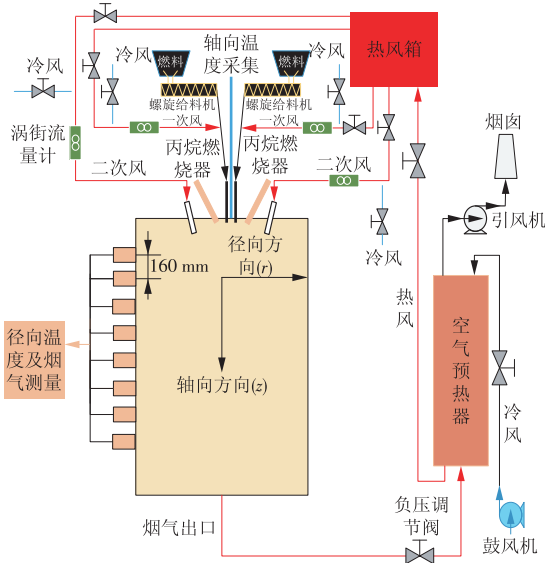 冷风
燃料
轴向温
度采集
燃料
冷风
热风箱
冷风
螺旋给料机
螺旋给料机
一次风
一次风
涡街流
量计
丙烷燃
烧器
丙烷燃
烧器
二次风
二次风
烟囱
引风机
冷风
径向方
向(r)
160 mm
热
风
空
气
预
热
器
径向温
度及烟
气测量
轴向方向(z)
冷
风
烟气出口
负压调
节阀
鼓风机